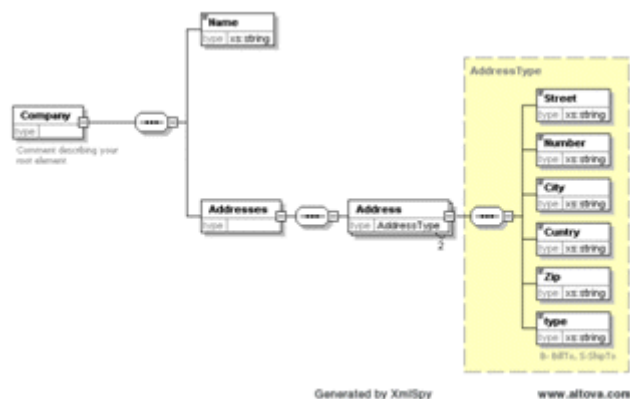 Name
type xs:string
AddressType
Street
type xs:string
Company
type
Comment describing your
root element
Number
type xs:string
City
type xs:string
Addresses
type
Address
type AddressType
Cuntry
type xs:string
Zip
type xs:string
type
type xs:string
B- BillTo, S-ShipTo
Generated by XmlSpy
www.altova.com